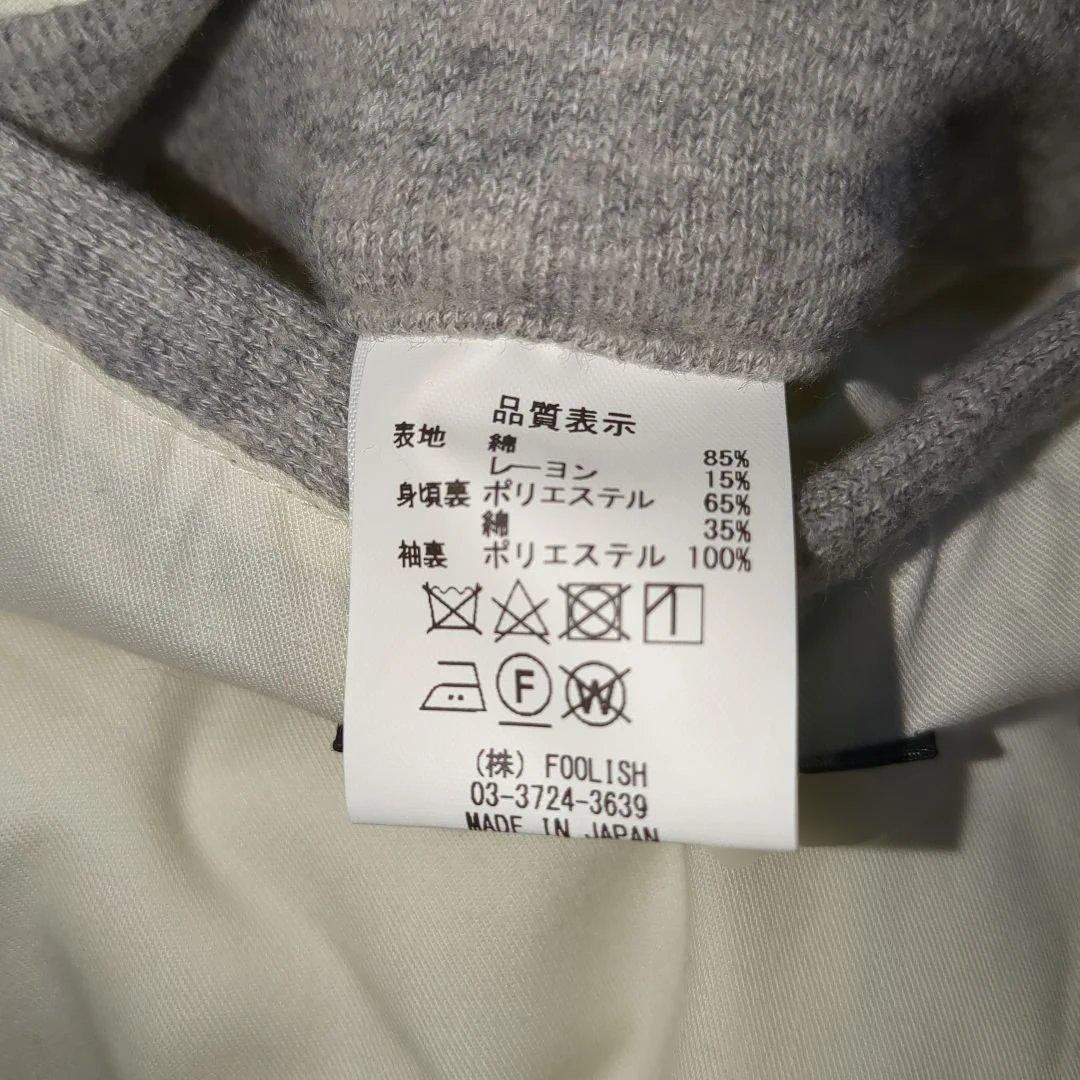 品質表示
表地 綿 85%
レーヨン 15%
身頃裏 ポリエステル 65%
綿 35%
袖裏 ポリエステル 100%
F W
(株) FOOLISH
03-3724-3639
MADE IN JAPAN